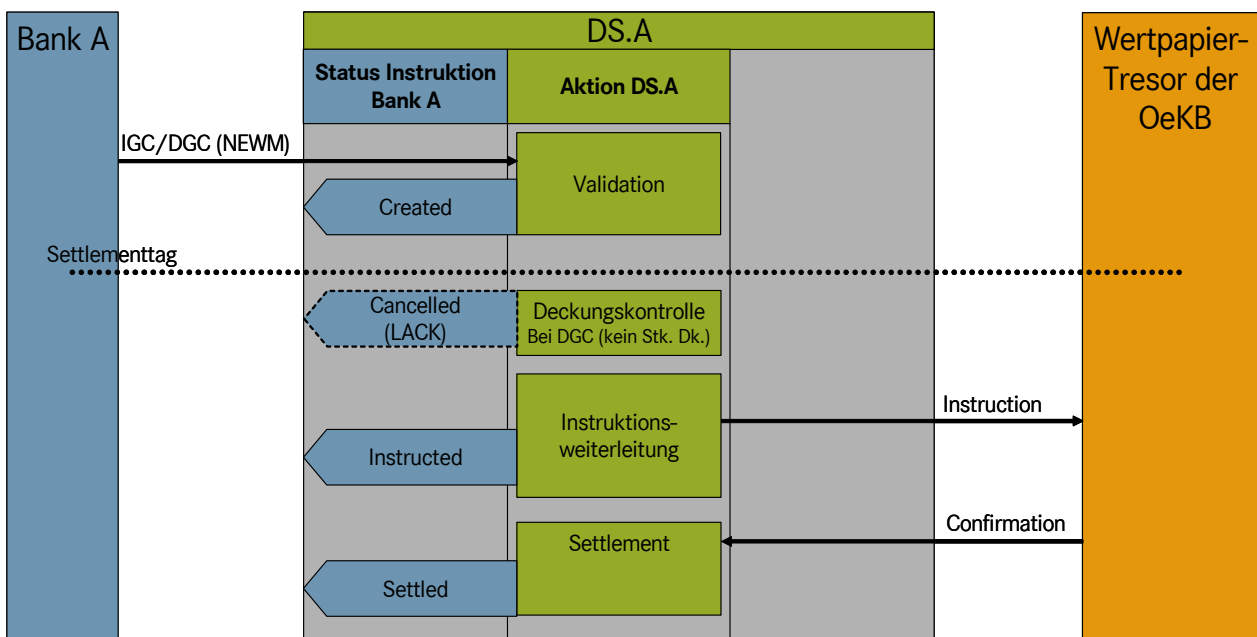 Bank A
DS.A
Wertpapier-
Tresor der
OeKB
Status Instruktion
Bank A
Aktion DS.A
IGC/DGC (NEWM)
Validation
Created
Settlementtag
Cancelled
(LACK)
Deckungskontrolle
Bei DGC (kein Stk. Dk.)
Instruction
Instruktions-
weiterleitung
Instructed
Confirmation
Settlement
Settled